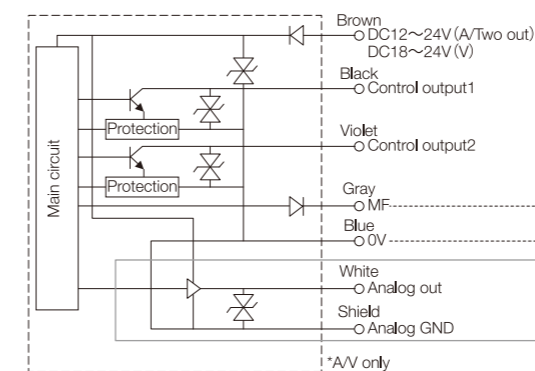 Brown
DC12～24V (A/Two out)
DC18～24V (V)
Black
Control output1
Protection
Violet
Control output2
Protection
Main circuit
Gray
MF
Blue
0V
White
Analog out
Shield
Analog GND
*A/V only